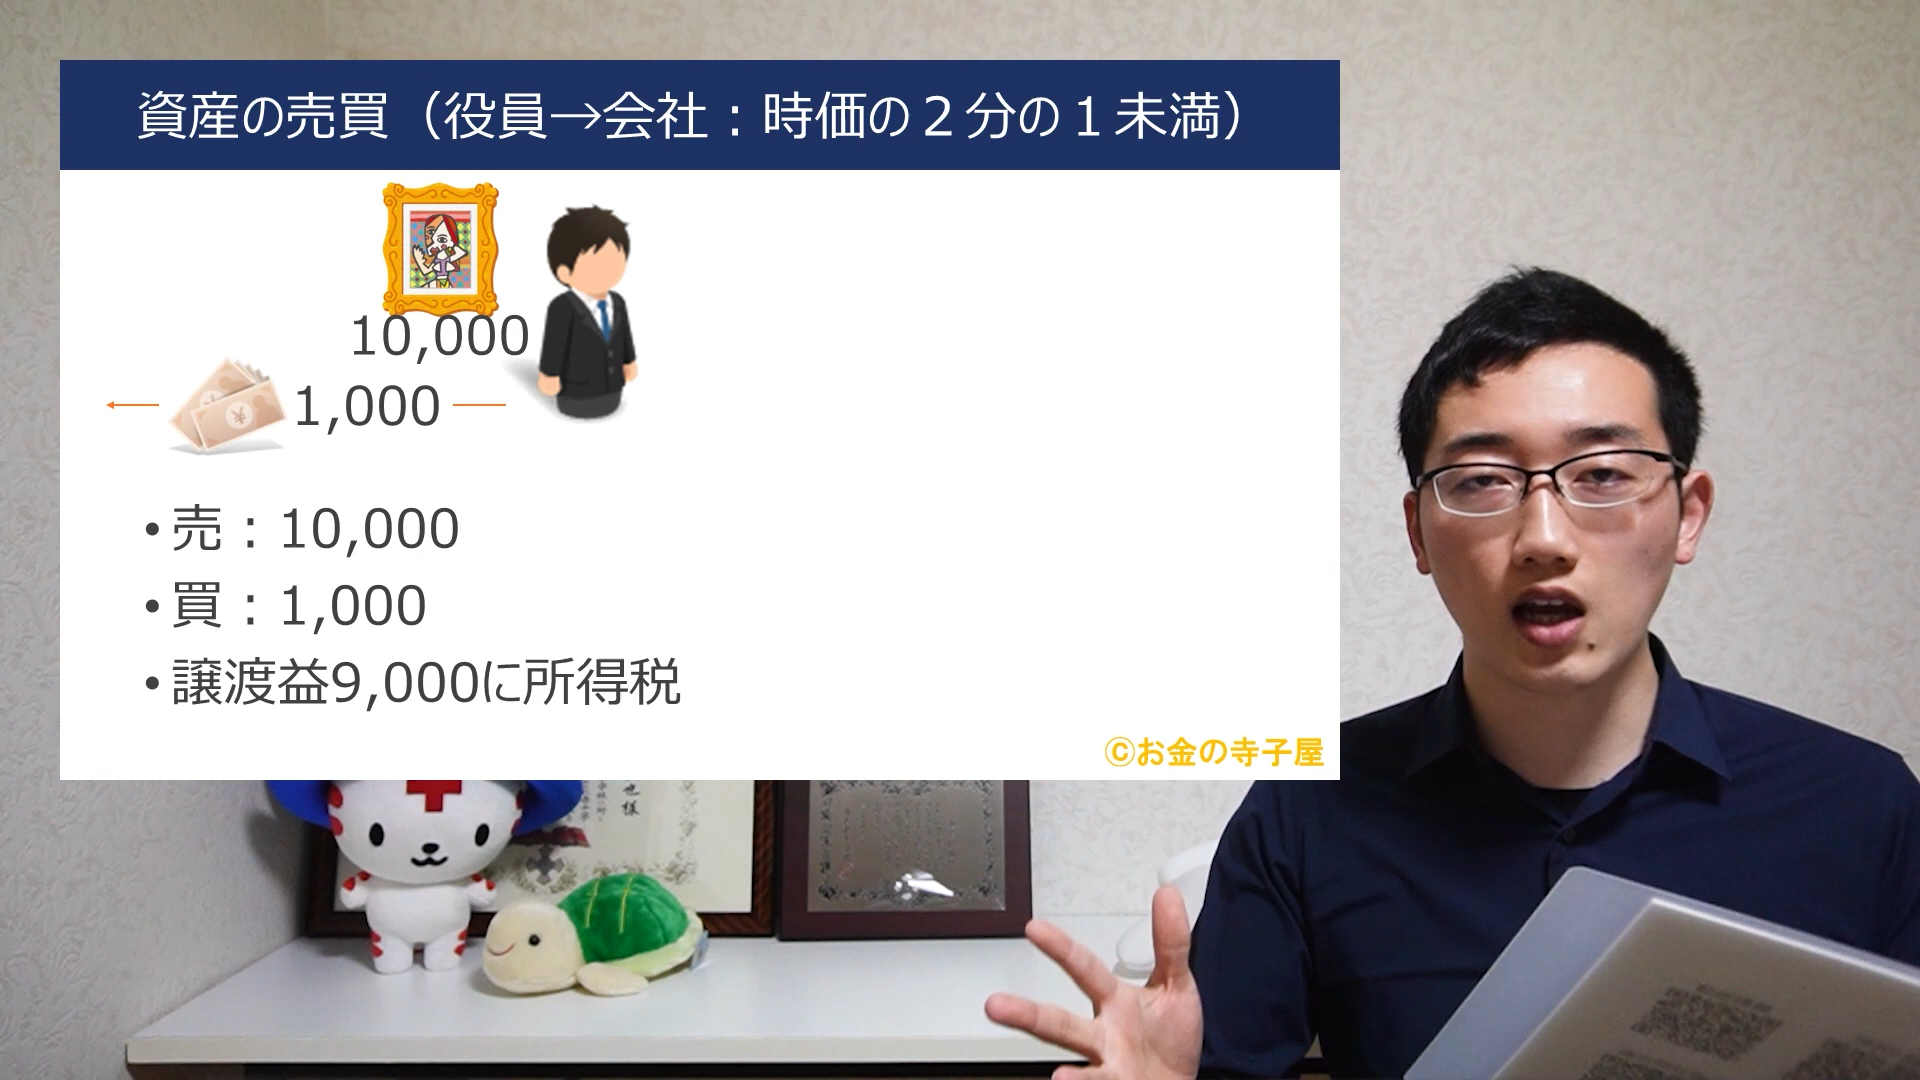 資産の売買（役員→会社：時価の２分の１未満）
10,000
1,000
•売：10,000
•買：1,000
•譲渡益9,000に所得税
©お金の寺子屋
也様